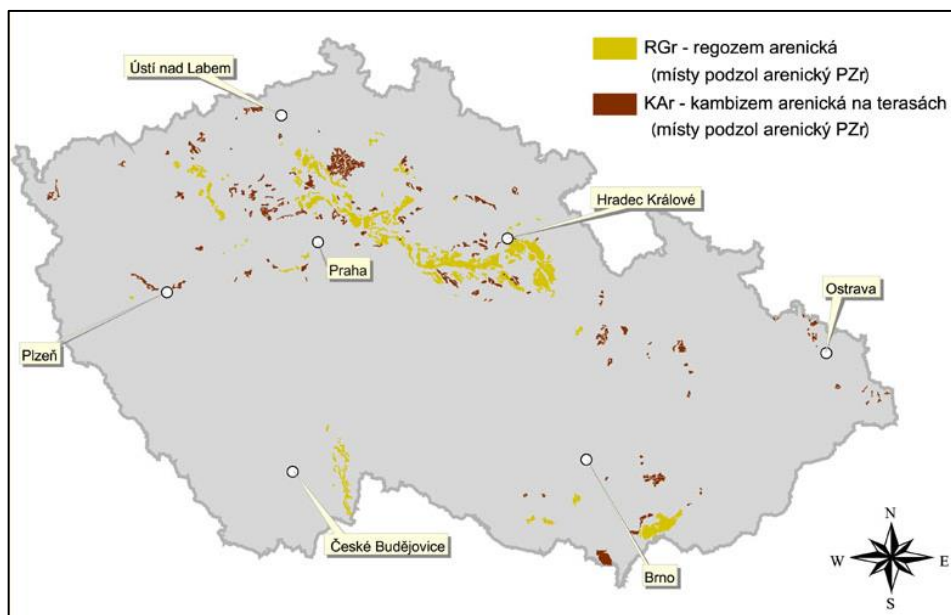 RGr - regozem arenická
(místy podzol arenický PZr)
KAr - kambizem arenická na terasách
(místy podzol arenický PZr)
Ústí nad Labem
Hradec Králové
Praha
Ostrava
Plzeň
České Budějovice
Brno
N
W
E
S